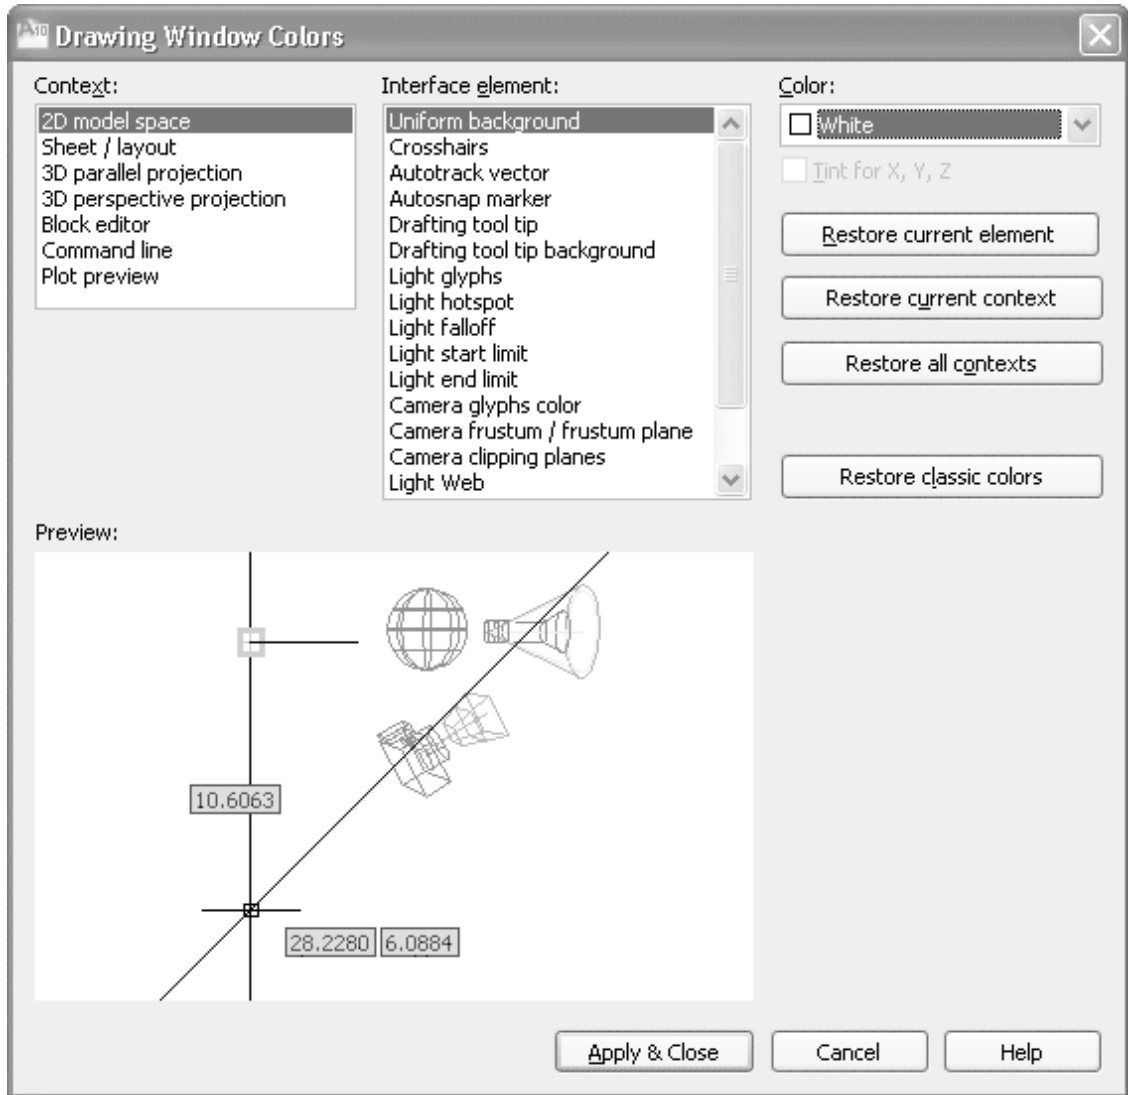 Drawing Window Colors
Context:
2D model space
Sheet / layout
3D parallel projection
3D perspective projection
Block editor
Command line
Plot preview
Interface element:
Uniform background
Crosshairs
Autotrack vector
Autosnap marker
Drafting tool tip
Drafting tool tip background
Light glyphs
Light hotspot
Light falloff
Light start limit
Light end limit
Camera glyphs color
Camera frustum / frustum plane
Camera clipping planes
Light Web
Color:
White
Tint for X, Y, Z
Restore current element
Restore current context
Restore all contexts
Restore classic colors
Preview:
10.6063
28.2280 6.0884
Apply & Close
Cancel
Help